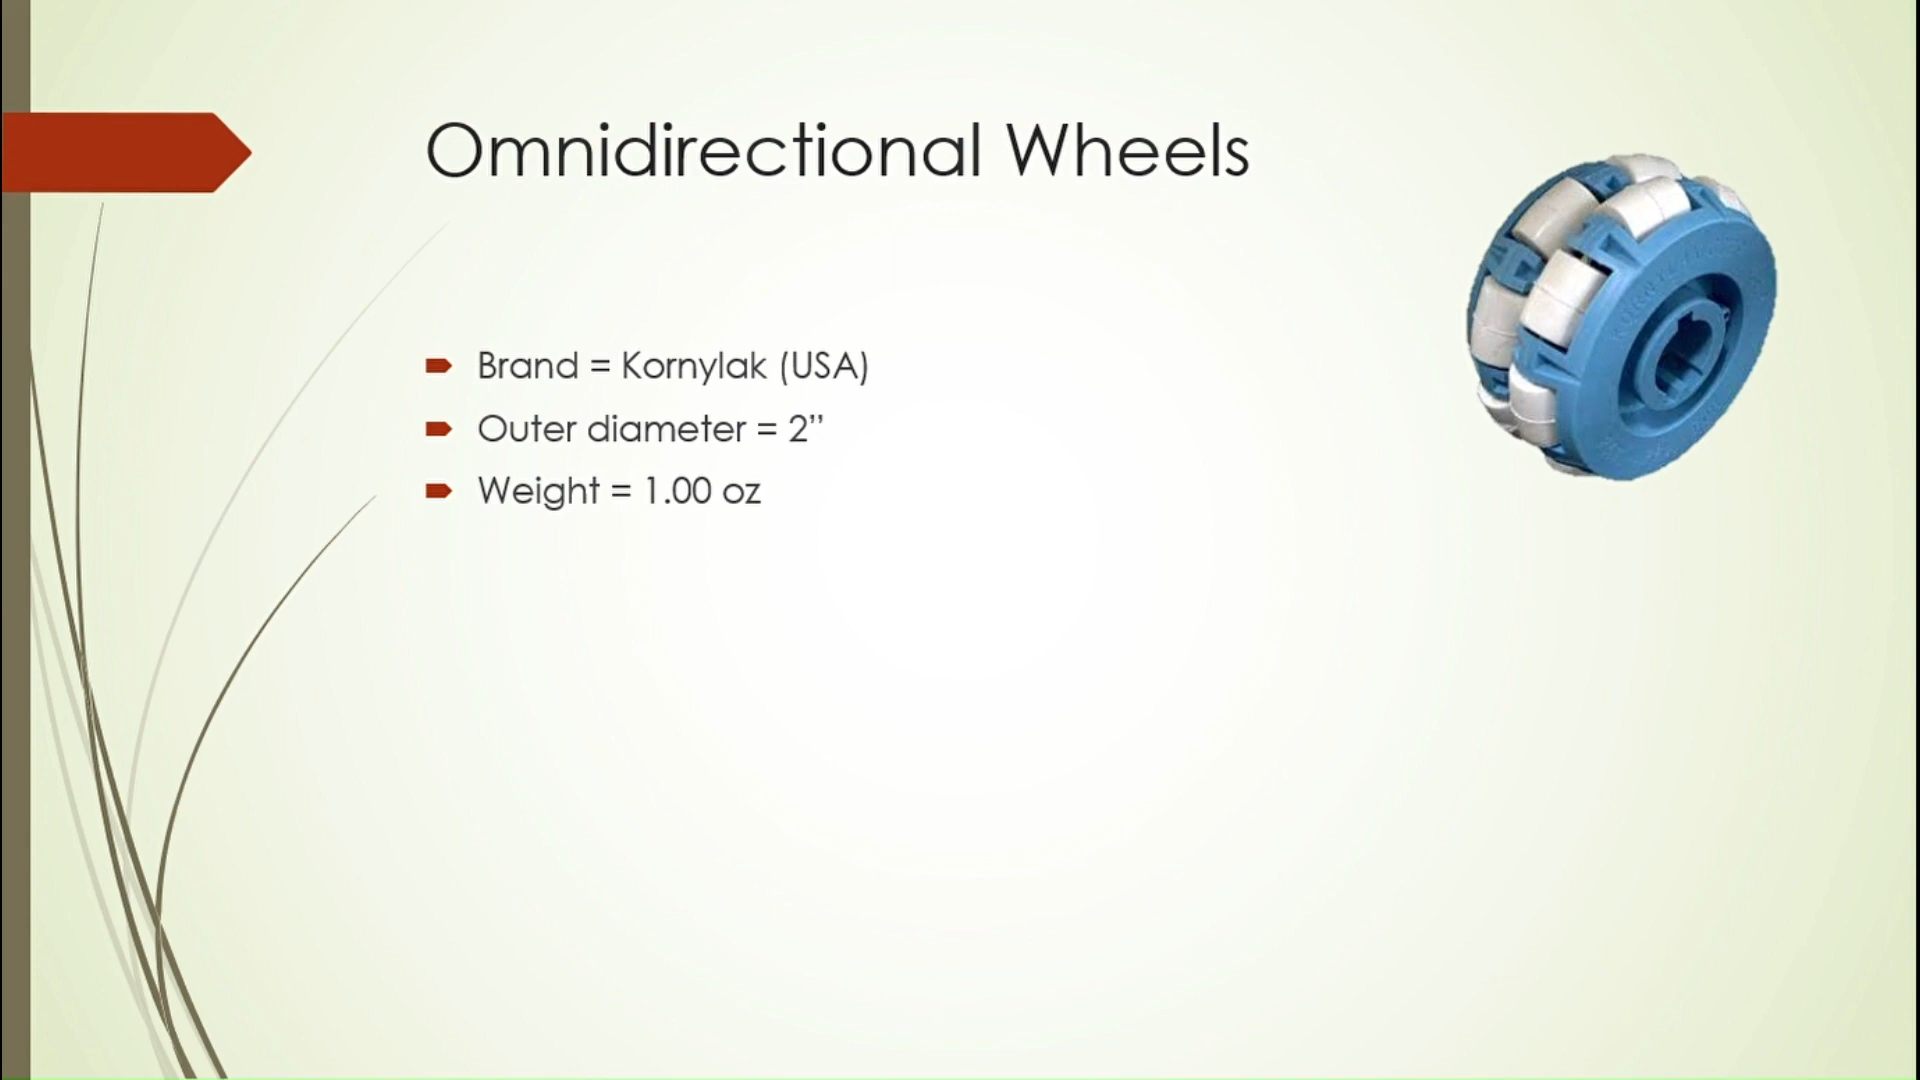 Omnidirectional Wheels
Brand = Kornylak (USA)
Outer diameter = 2”
Weight = 1.00 oz